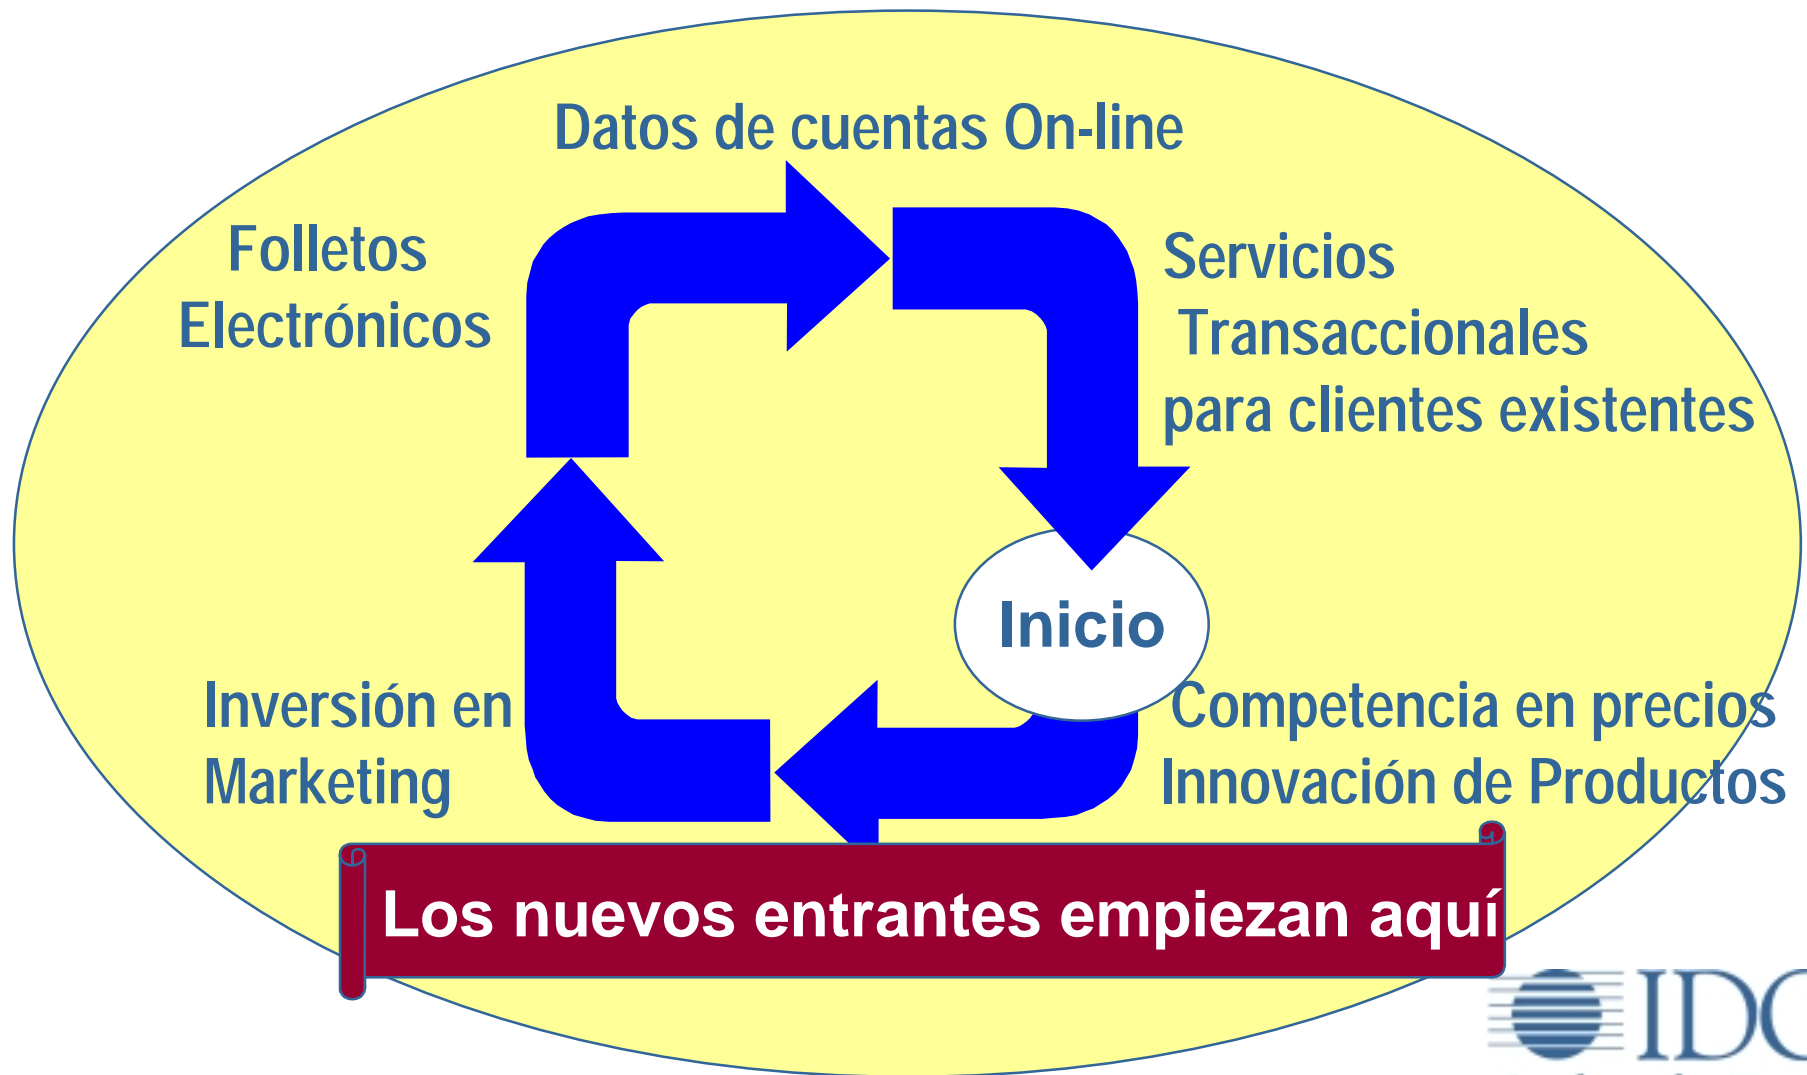 Datos de cuentas On-line
Folletos
Electrónicos
Servicios
Transaccionales
para clientes existentes
Inicio
Inversión en
Marketing
Competencia en precios
Innovación de Productos
Los nuevos entrantes empiezan aquí
IDC